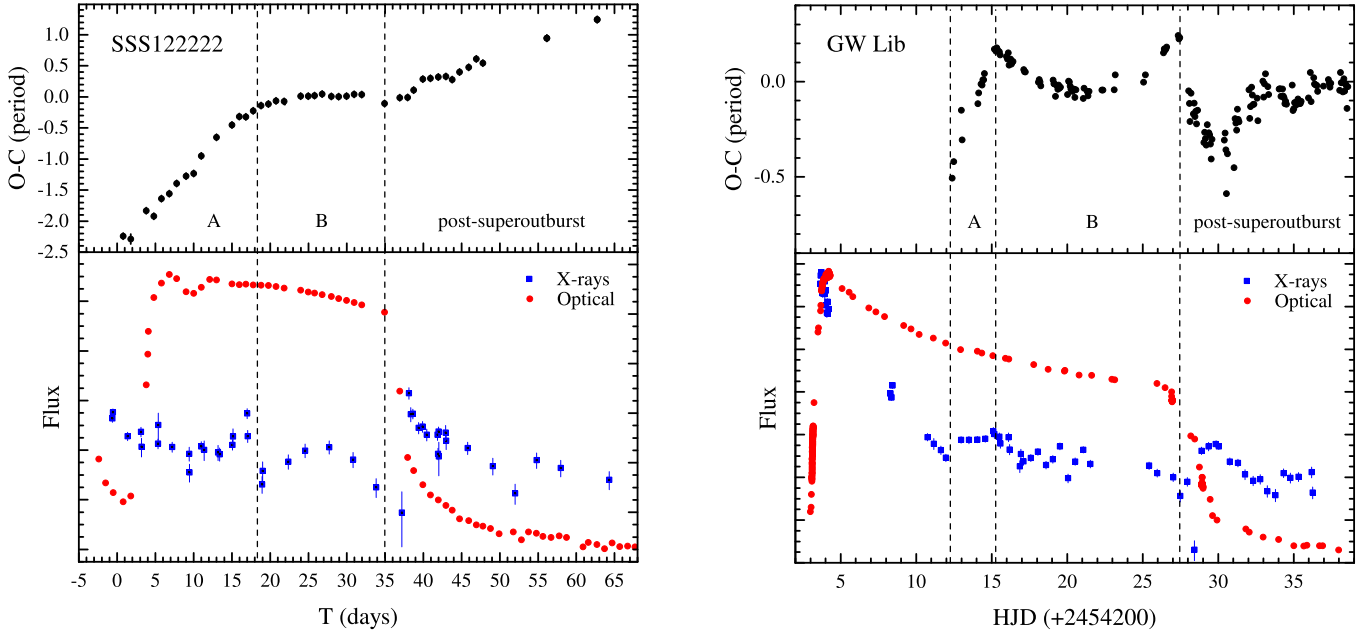 SSS122222
O-C (period)
1.0
0.5
0.0
-0.5
-1.0
-1.5
-2.0
-2.5
A
B
post-superoutburst
X-rays
Optical
Flux
-5 0 5 10 15 20 25 30 35 40 45 50 55 60 65
T (days)
GW Lib
O-C (period)
0.0
-0.5
A
B
post-superoutburst
X-rays
Optical
Flux
5 10 15 20 25 30 35
HJD (+2454200)